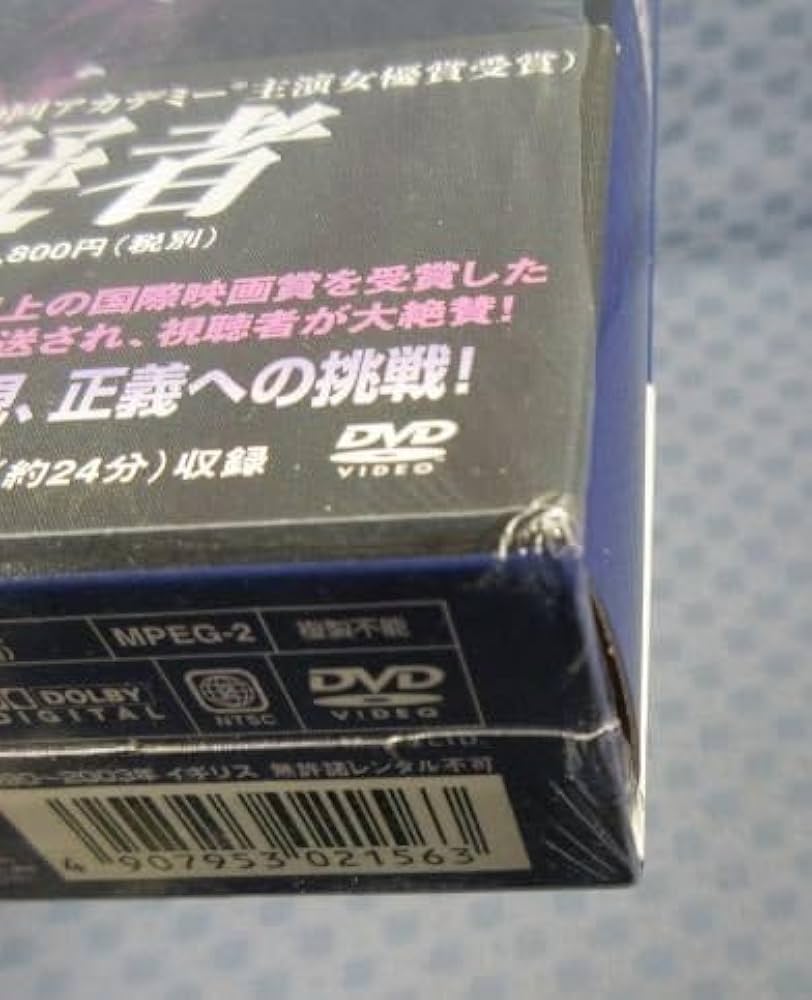 回アカデミー®主演女優賞受賞)
,800円(税別)
上の国際映画賞を受賞した
送され、視聴者が大絶賛!
、正義への挑戦!
(約24分)収録
DVD
VIDEO
MPEG-2 複製不能
DOLBY
DIGITAL
NTSC
DVD
VIDEO
~2003年 イギリス 無許諾レンタル不可
4 907953 021563